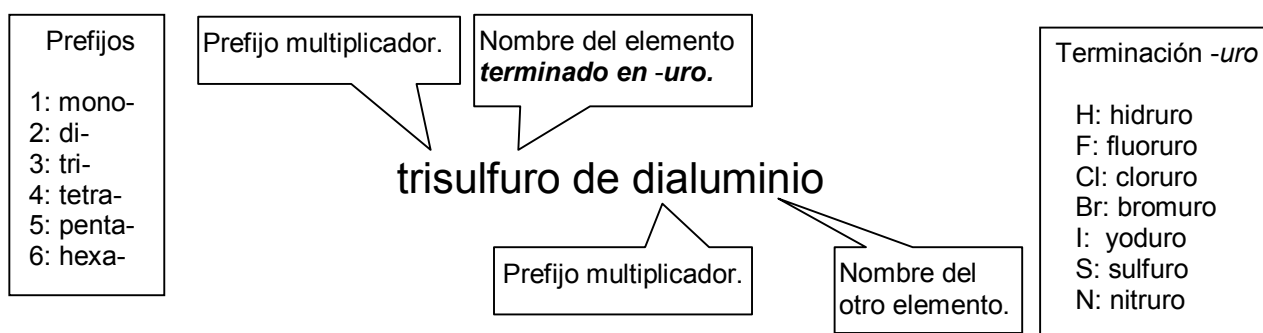 Prefijos
1: mono-
2: di-
3: tri-
4: tetra-
5: penta-
6: hexa-
Prefijo multiplicador.
Nombre del elemento
terminado en -uro.
trisulfuro de dialuminio
Prefijo multiplicador.
Nombre del
otro elemento.
Terminación -uro
H: hidruro
F: fluoruro
Cl: cloruro
Br: bromuro
I: yoduro
S: sulfuro
N: nitruro